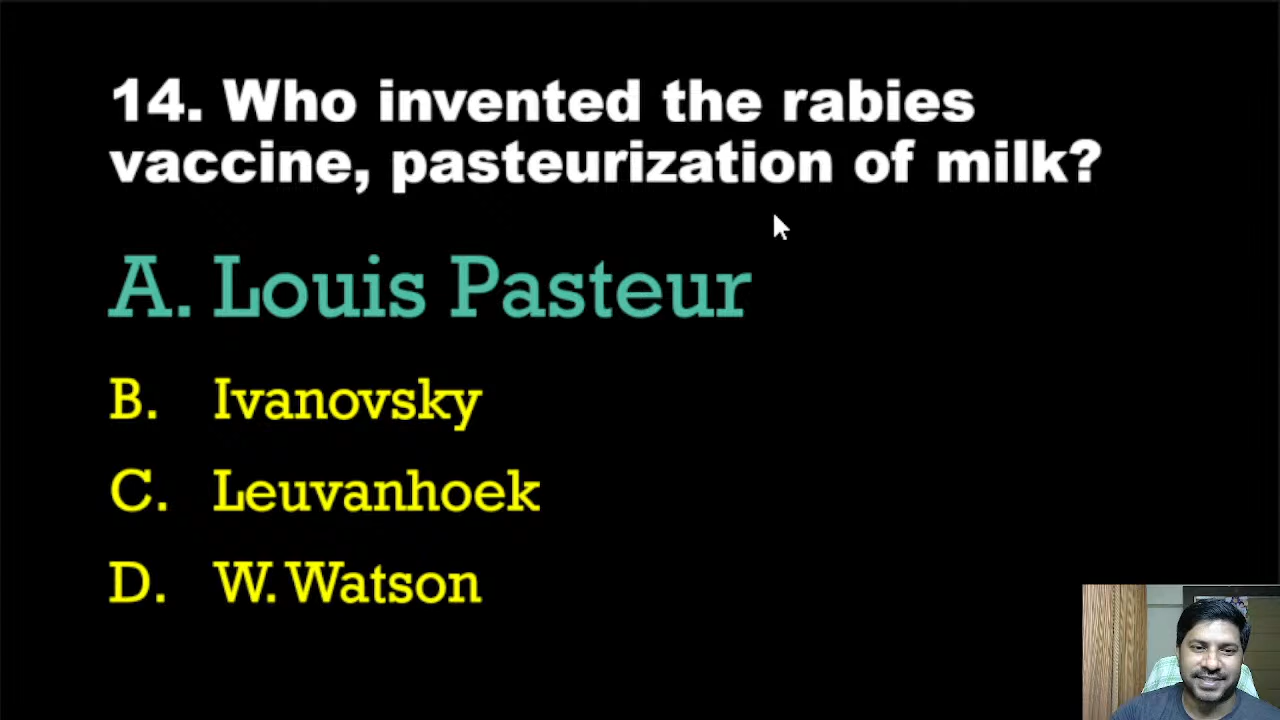 14. Who invented the rabies
vaccine, pasteurization of milk?
A. Louis Pasteur
B. Ivanovsky
C. Leuvanhoek
D. W. Watson